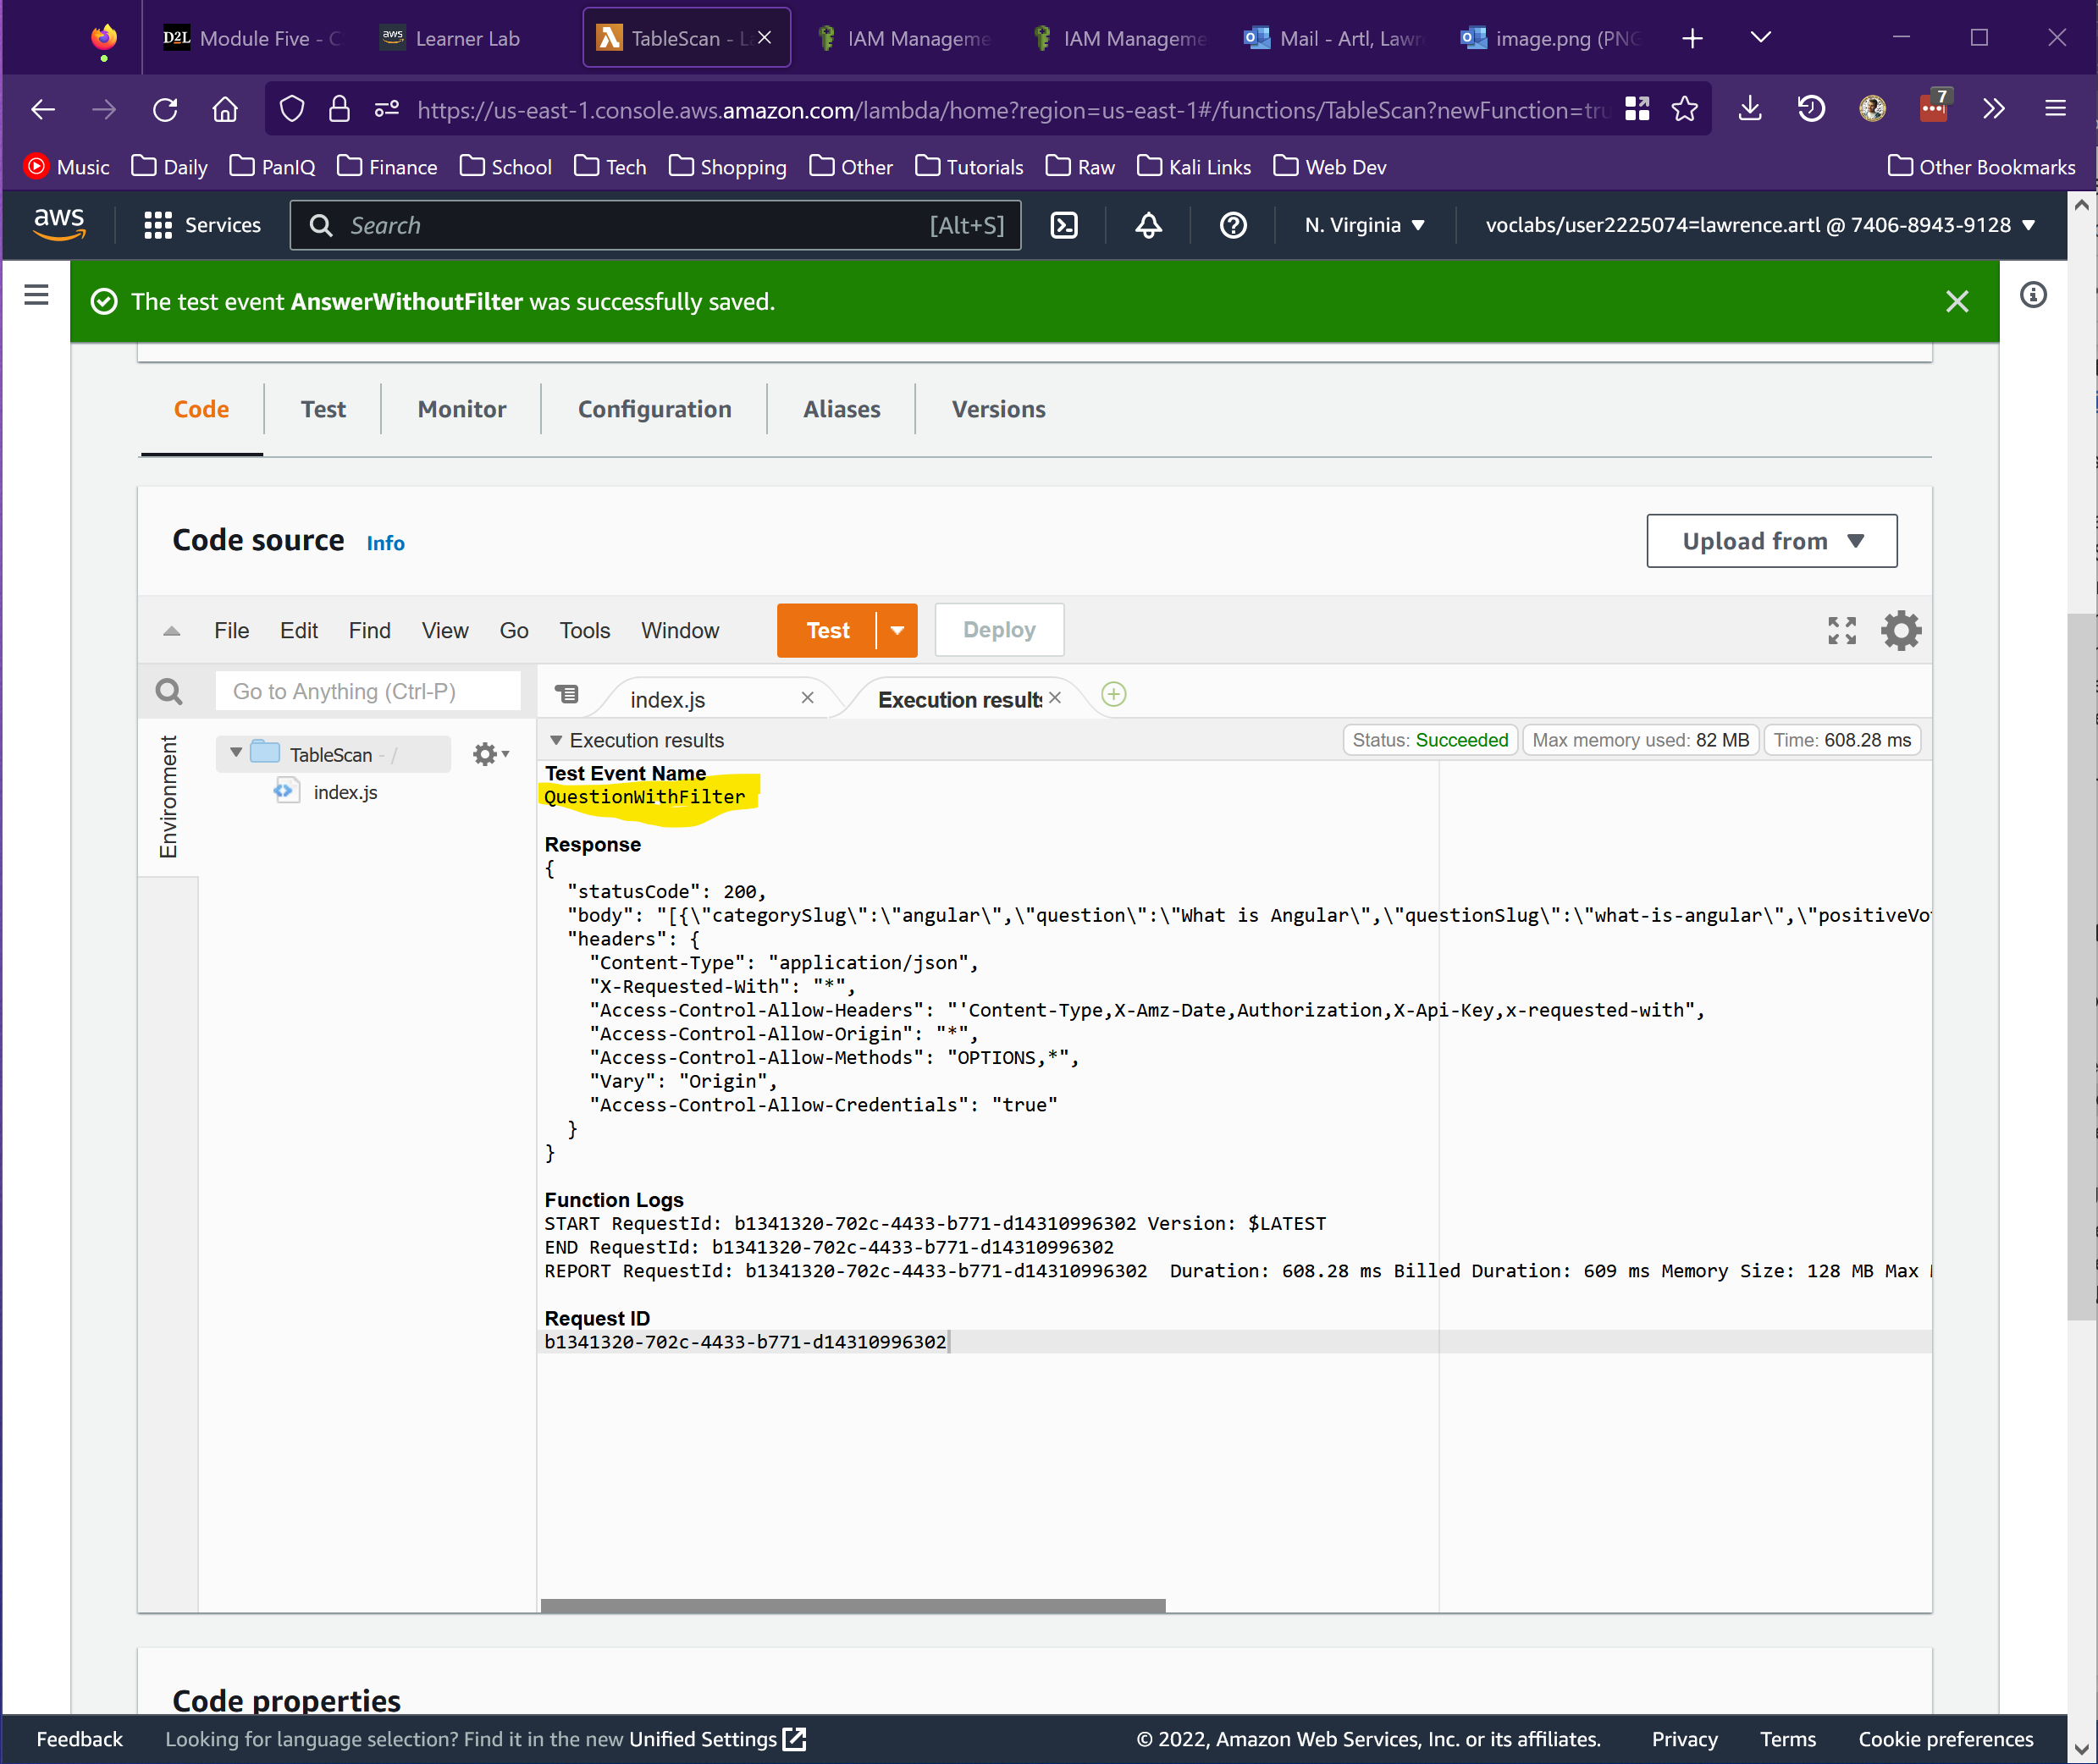 D2L Module Five - C
aws Learner Lab
TableScan - La
IAM Manageme
IAM Manageme
Mail - Artl, Lawr
image.png (PNG
https://us-east-1.console.aws.amazon.com/lambda/home?region=us-east-1#/functions/TableScan?newFunction=tru
7
Music Daily PanIQ Finance School Tech Shopping Other Tutorials Raw Kali Links Web Dev Other Bookmarks
aws Services Search [Alt+S] N. Virginia voclabs/user2225074=lawrence.artl @ 7406-8943-9128
The test event AnswerWithoutFilter was successfully saved.
Code Test Monitor Configuration Aliases Versions
Code source Info Upload from
File Edit Find View Go Tools Window Test Deploy
Go to Anything (Ctrl-P) index.js Execution results
Environment
TableScan - /
index.js
Execution results Status: Succeeded Max memory used: 82 MB Time: 608.28 ms
Test Event Name
QuestionWithFilter
Response
{
"statusCode": 200,
"body": "[{\"categorySlug\":\"angular\",\"question\":\"What is Angular\",\"questionSlug\":\"what-is-angular\",\"positiveVo
"headers": {
"Content-Type": "application/json",
"X-Requested-With": "*",
"Access-Control-Allow-Headers": "'Content-Type,X-Amz-Date,Authorization,X-Api-Key,x-requested-with",
"Access-Control-Allow-Origin": "*",
"Access-Control-Allow-Methods": "OPTIONS,*",
"Vary": "Origin",
"Access-Control-Allow-Credentials": "true"
}
}
Function Logs
START RequestId: b1341320-702c-4433-b771-d14310996302 Version: $LATEST
END RequestId: b1341320-702c-4433-b771-d14310996302
REPORT RequestId: b1341320-702c-4433-b771-d14310996302 Duration: 608.28 ms Billed Duration: 609 ms Memory Size: 128 MB Max
Request ID
b1341320-702c-4433-b771-d14310996302
Code properties
Feedback Looking for language selection? Find it in the new Unified Settings © 2022, Amazon Web Services, Inc. or its affiliates. Privacy Terms Cookie preferences